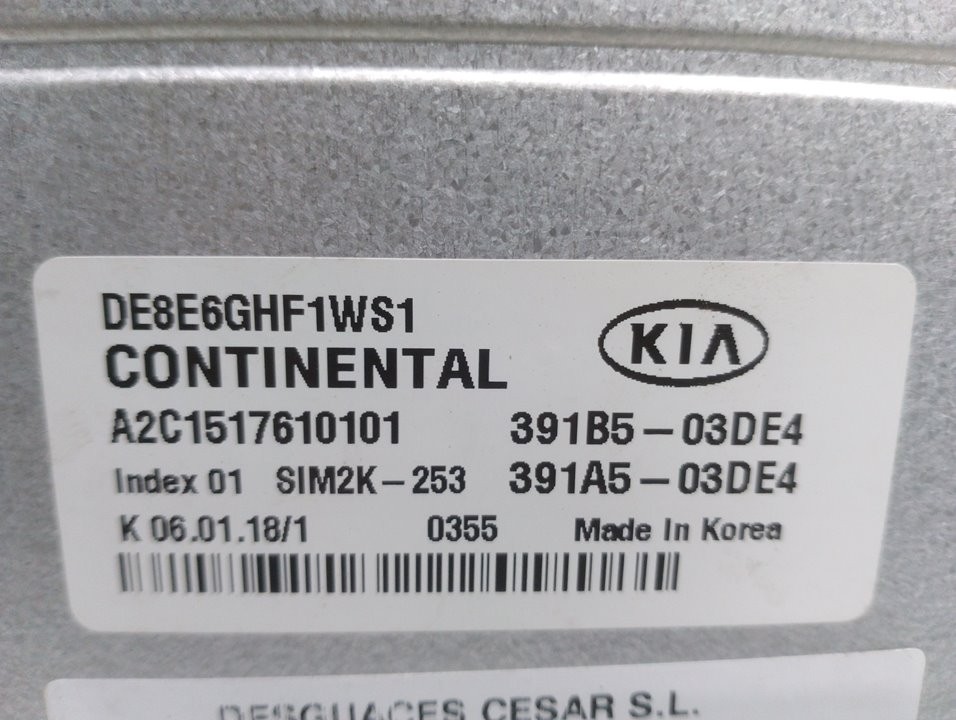 DE8E6GHF1WS1
CONTINENTAL
KIA
A2C1517610101 391B5-03DE4
Index 01 SIM2K-253 391A5-03DE4
K 06.01.18/1 0355 Made In Korea
DESGUACES CESAR S.L.